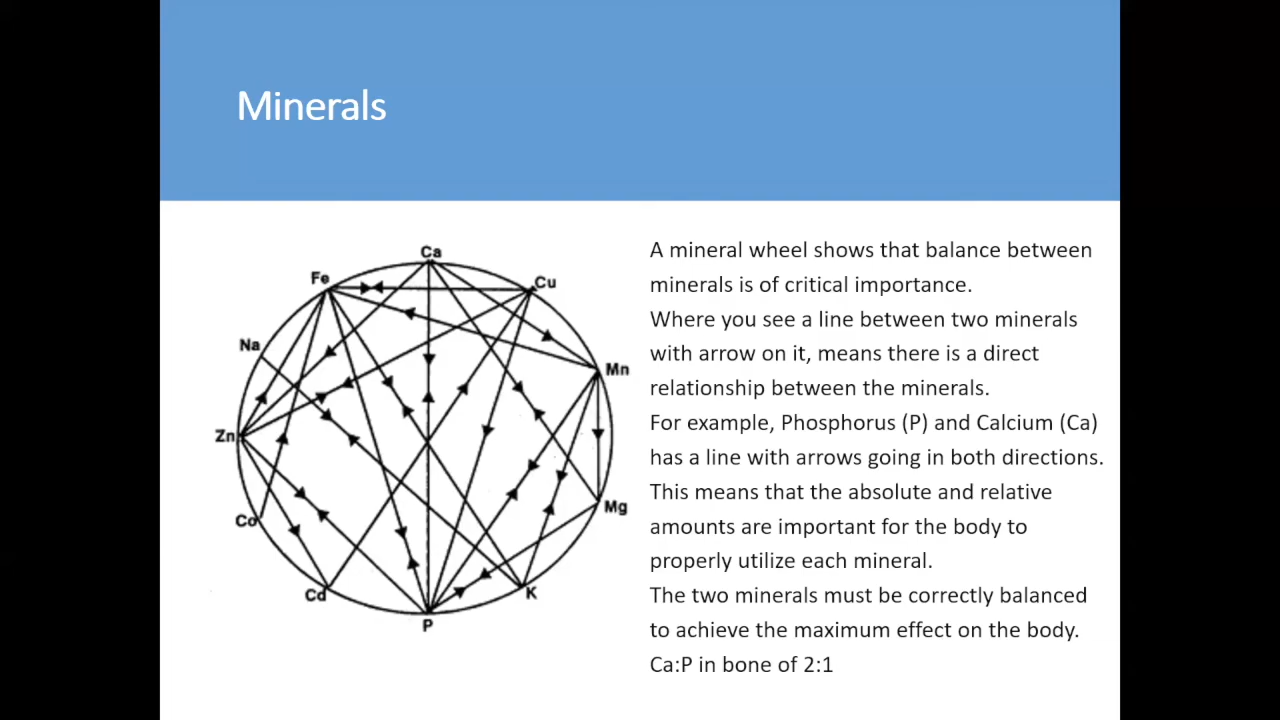 Minerals
Ca
Fe
Cu
Na
Mn
Zn
Mg
Co
Cd
K
P
A mineral wheel shows that balance between
minerals is of critical importance.
Where you see a line between two minerals
with arrow on it, means there is a direct
relationship between the minerals.
For example, Phosphorus (P) and Calcium (Ca)
has a line with arrows going in both directions.
This means that the absolute and relative
amounts are important for the body to
properly utilize each mineral.
The two minerals must be correctly balanced
to achieve the maximum effect on the body.
Ca:P in bone of 2:1